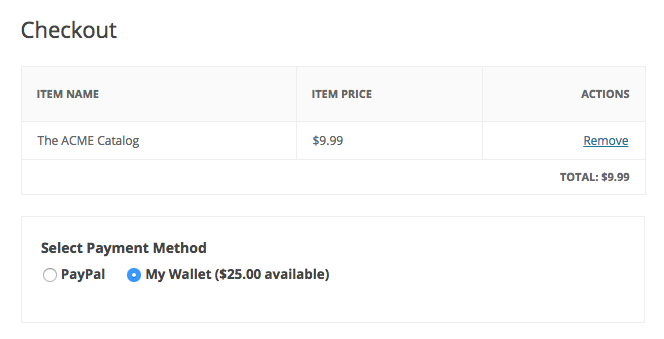 Checkout
ITEM NAME ITEM PRICE ACTIONS
The ACME Catalog $9.99 Remove
TOTAL: $9.99
Select Payment Method
PayPal My Wallet ($25.00 available)